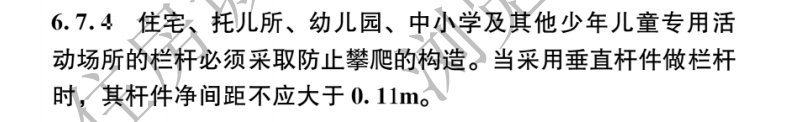 6.7.4 住宅、托儿所、幼儿园、中小学及其他少年儿童专用活
动场所的栏杆必须采取防止攀爬的构造。当采用垂直杆件做栏杆
时，其杆件净间距不应大于 0.11m。